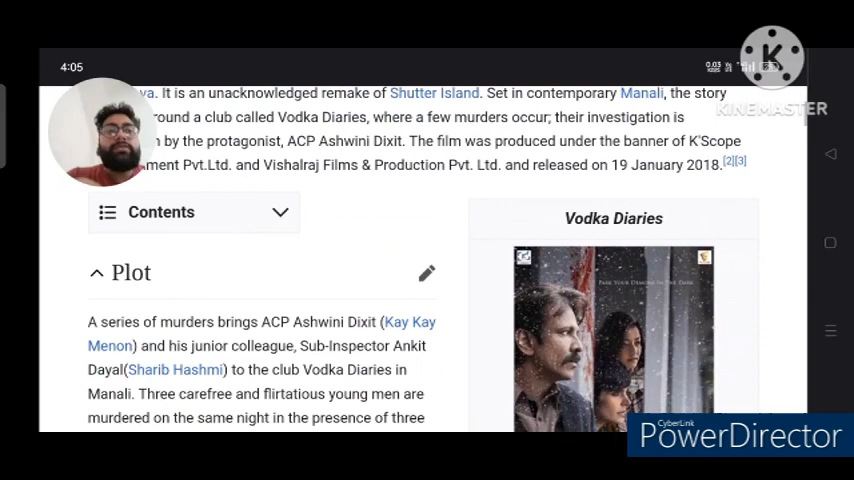 4:05
0.03
KINEMASTER
va. It is an unacknowledged remake of Shutter Island. Set in contemporary Manali, the story
round a club called Vodka Diaries, where a few murders occur; their investigation is
n by the protagonist, ACP Ashwini Dixit. The film was produced under the banner of K'Scope
ment Pvt.Ltd. and Vishalraj Films & Production Pvt. Ltd. and released on 19 January 2018.[2][3]
Contents
Vodka Diaries
Plot
A series of murders brings ACP Ashwini Dixit (Kay Kay
Menon) and his junior colleague, Sub-Inspector Ankit
Dayal(Sharib Hashmi) to the club Vodka Diaries in
Manali. Three carefree and flirtatious young men are
murdered on the same night in the presence of three
CyberLink
PowerDirector